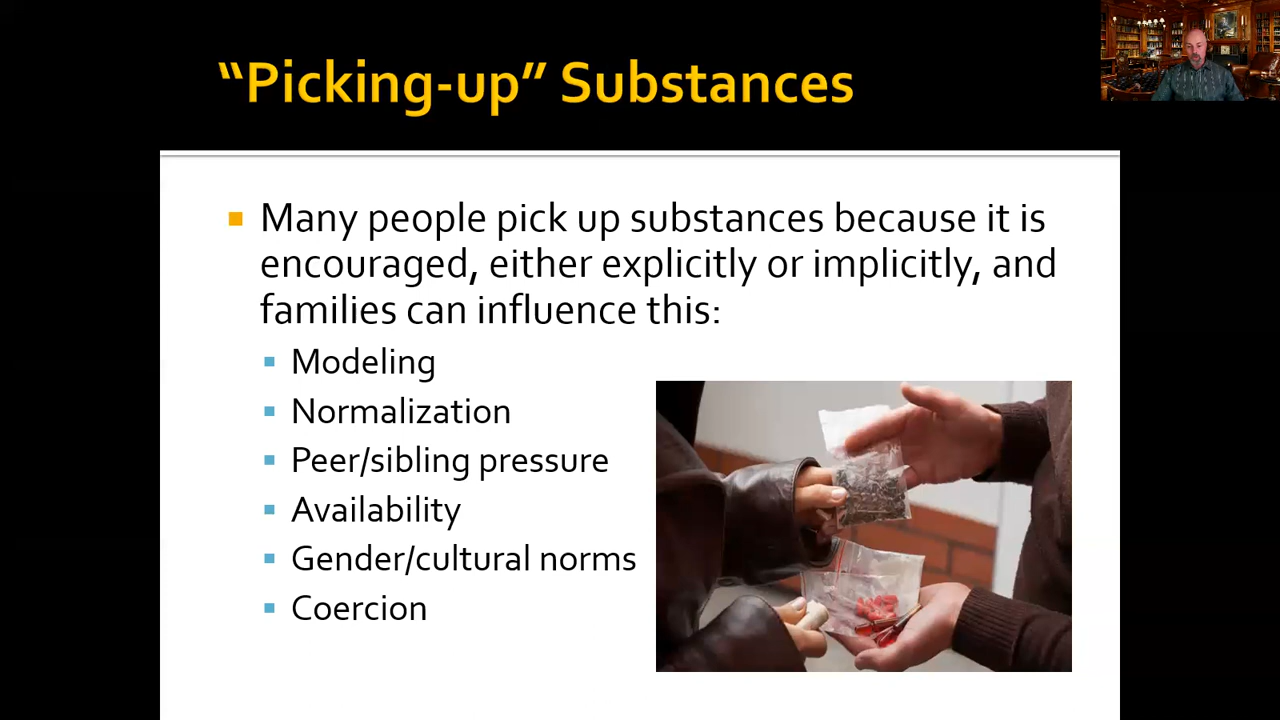 “Picking-up” Substances
Many people pick up substances because it is
encouraged, either explicitly or implicitly, and
families can influence this:
Modeling
Normalization
Peer/sibling pressure
Availability
Gender/cultural norms
Coercion